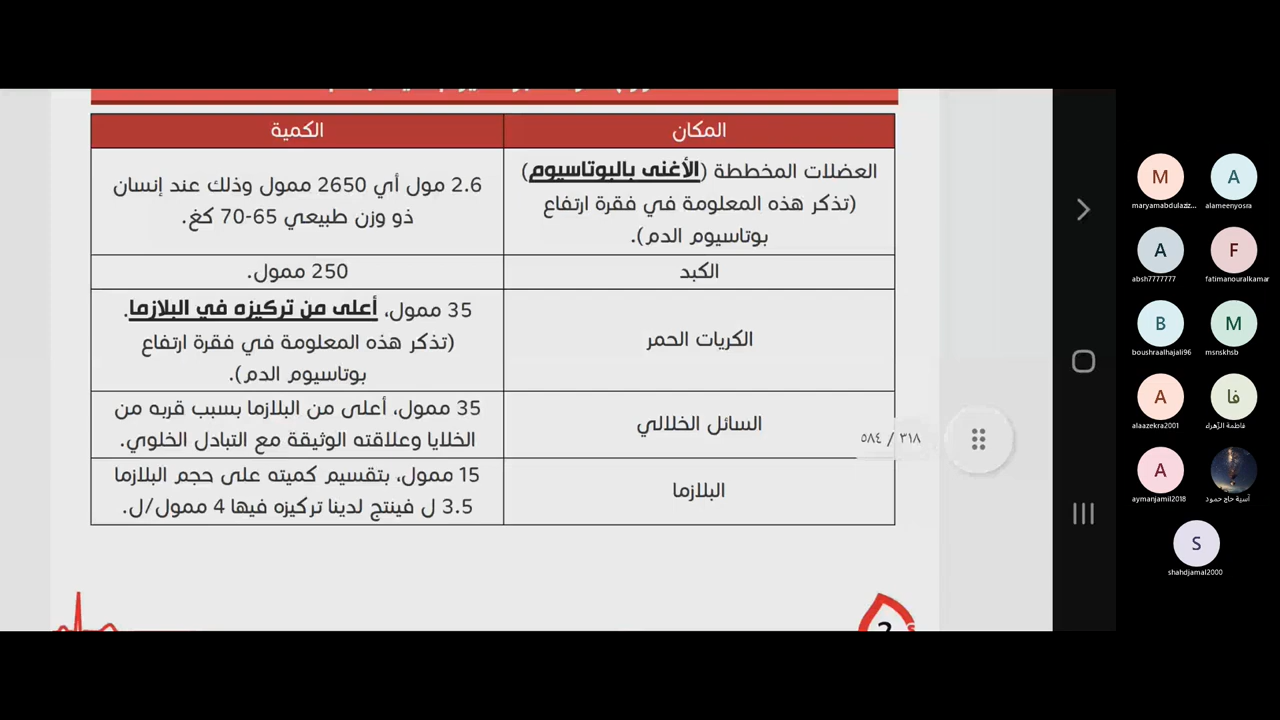 المكان
الكمية
العضلات المخططة (الأغنى بالبوتاسيوم)
(تذكر هذه المعلومة في فقرة ارتفاع
بوتاسيوم الدم).
2.6 مول أي 2650 ممول وذلك عند إنسان
ذو وزن طبيعي 65-70 كغ.
الكبد
250 ممول.
الكريات الحمر
35 ممول، أعلى من تركيزه في البلازما.
(تذكر هذه المعلومة في فقرة ارتفاع
بوتاسيوم الدم).
السائل الخلالي
35 ممول، أعلى من البلازما بسبب قربه من
الخلايا وعلاقته الوثيقة مع التبادل الخلوي.
البلازما
15 ممول، بتقسيم كميته على حجم البلازما
3.5 ل فينتج لدينا تركيزه فيها 4 ممول/ل.
٣١٨ / ٥٨٤
M
maryamabdulaziz...
A
alameenyosra
A
absh7777777
F
fatimanouralkamar
B
boushraalhajali96
M
msnskhsb
A
alaazekra2001
فا
فاطمة الزهراء
A
aymanjamil2018
آسية حاج حمود
S
shahdjamal2000